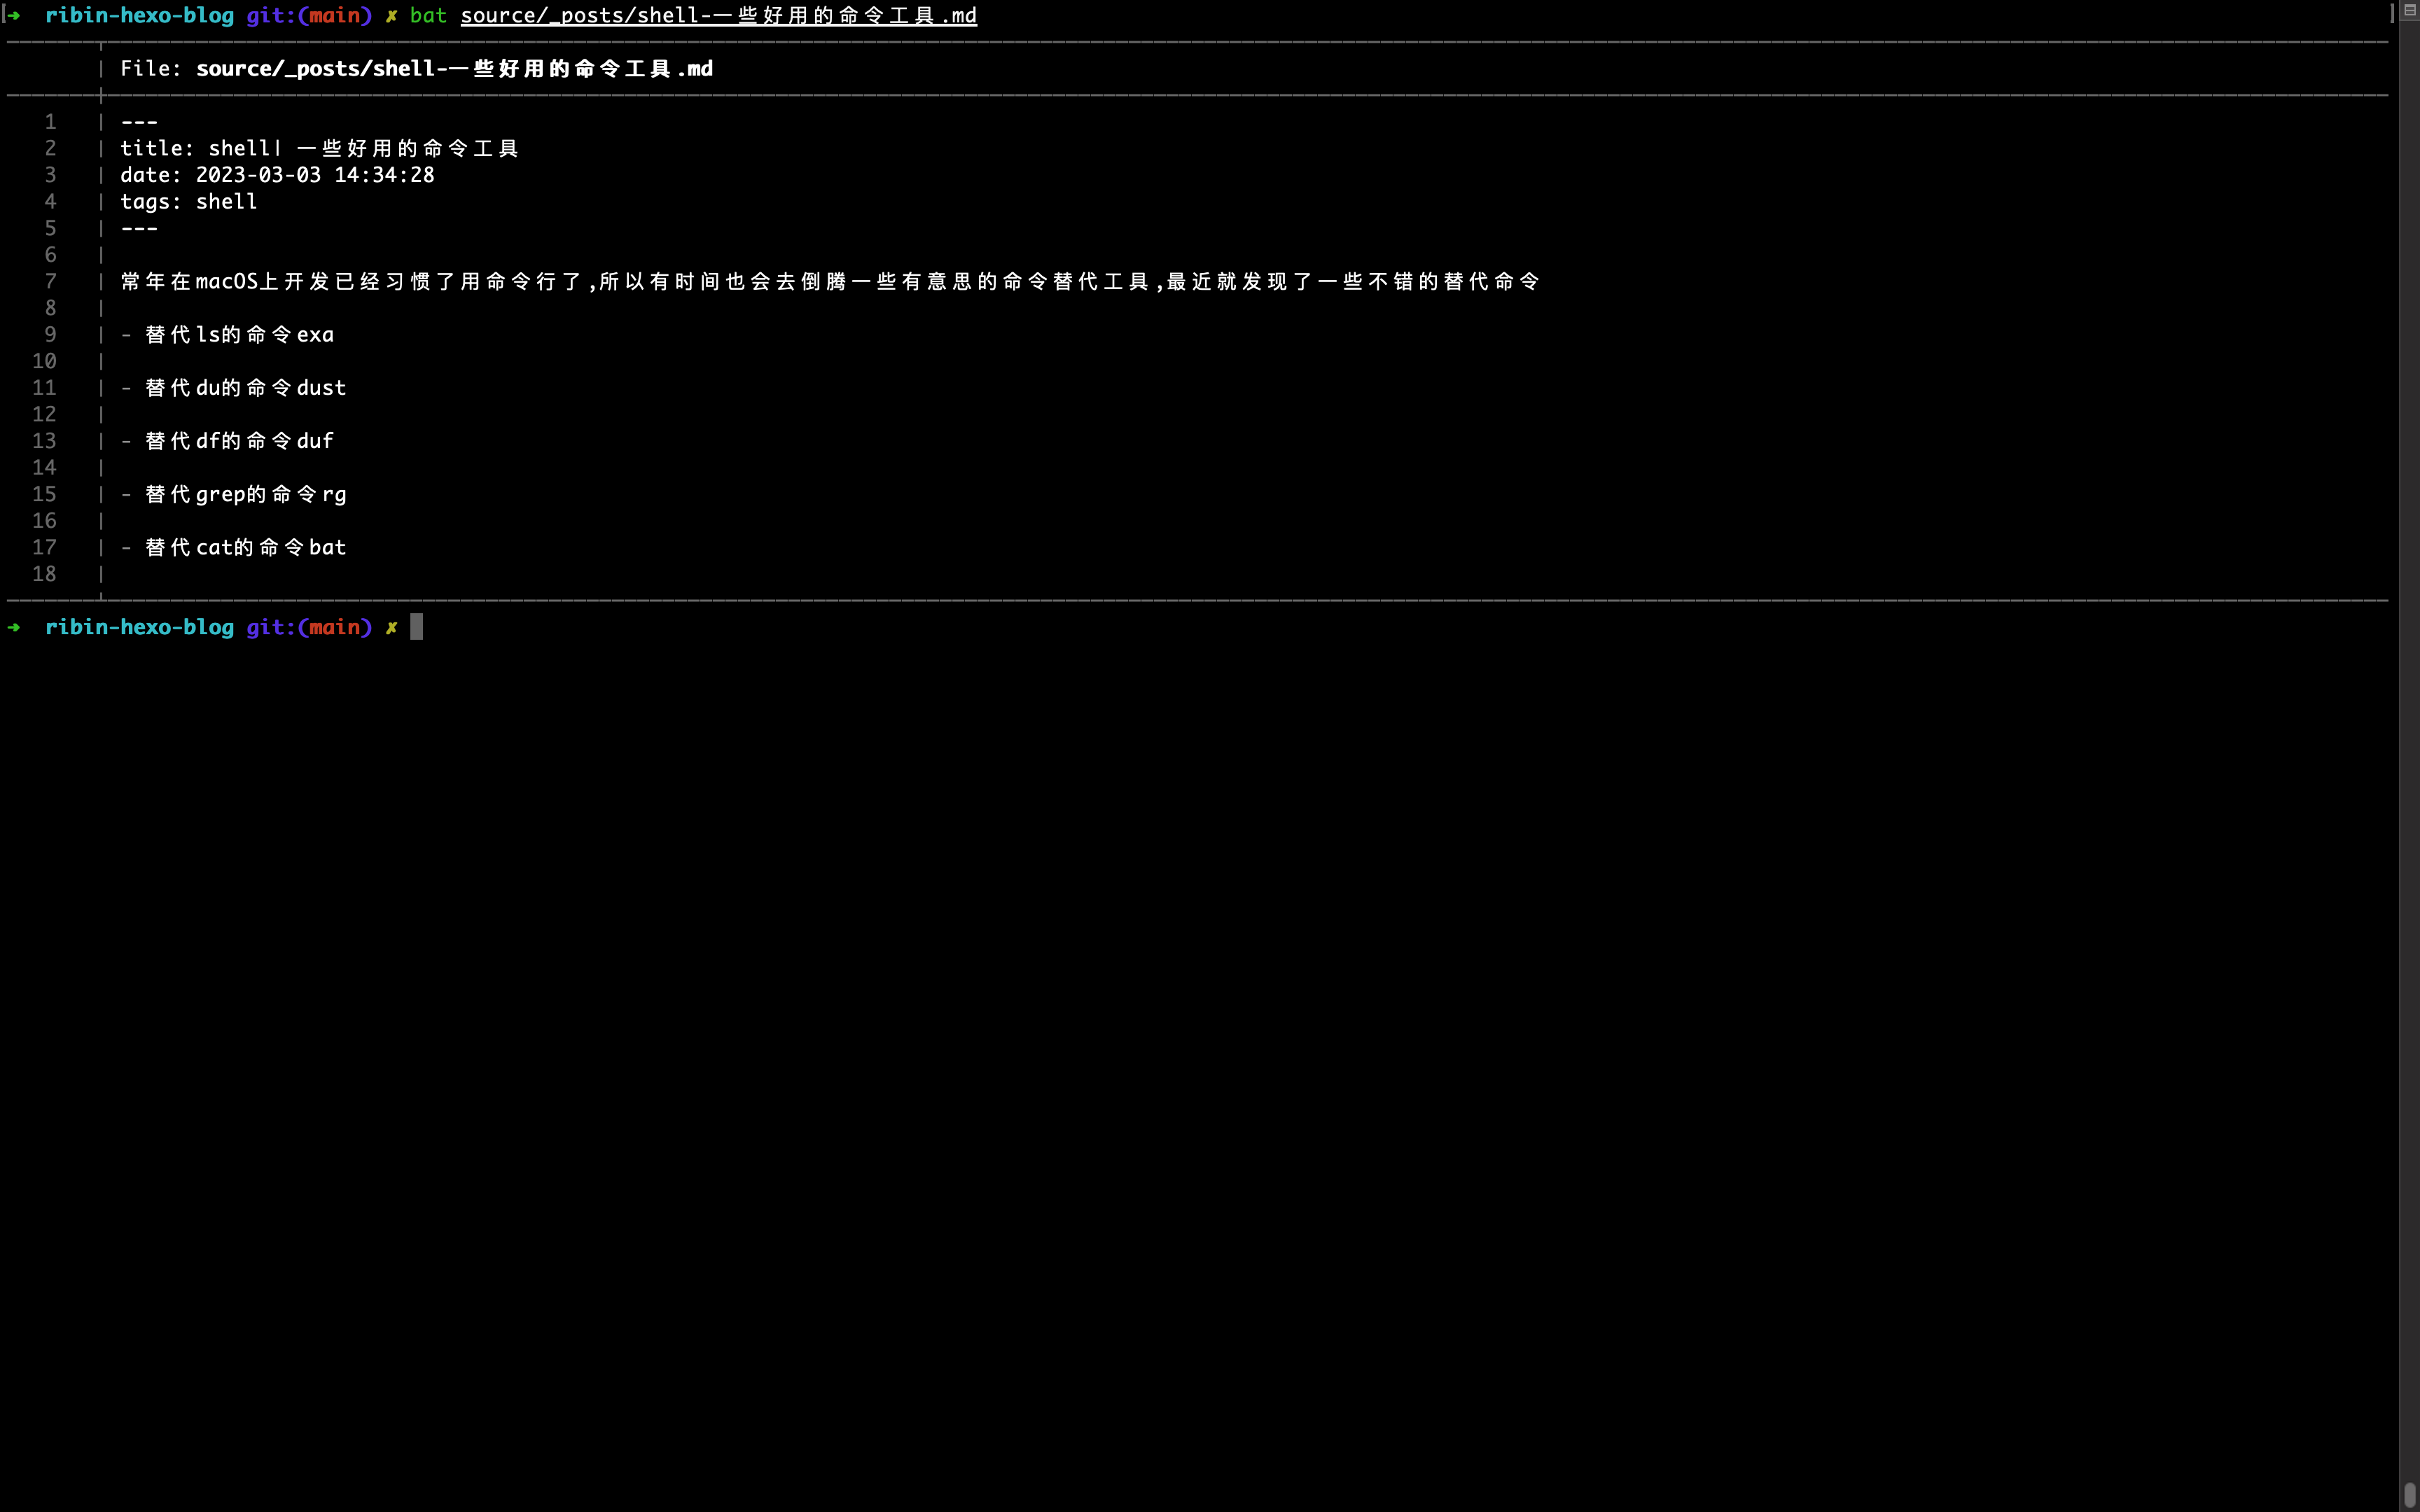 ➜  ribin-hexo-blog git:(main) ✗ bat source/_posts/shell-一些好用的命令工具.md
File: source/_posts/shell-一些好用的命令工具.md
1 ---
2 title: shell| 一些好用的命令工具
3 date: 2023-03-03 14:34:28
4 tags: shell
5 ---
6
7 常年在macOS上开发已经习惯了用命令行了,所以有时间也会去倒腾一些有意思的命令替代工具,最近就发现了一些不错的替代命令
8
9 - 替代ls的命令exa
10
11 - 替代du的命令dust
12
13 - 替代df的命令duf
14
15 - 替代grep的命令rg
16
17 - 替代cat的命令bat
18
➜  ribin-hexo-blog git:(main) ✗